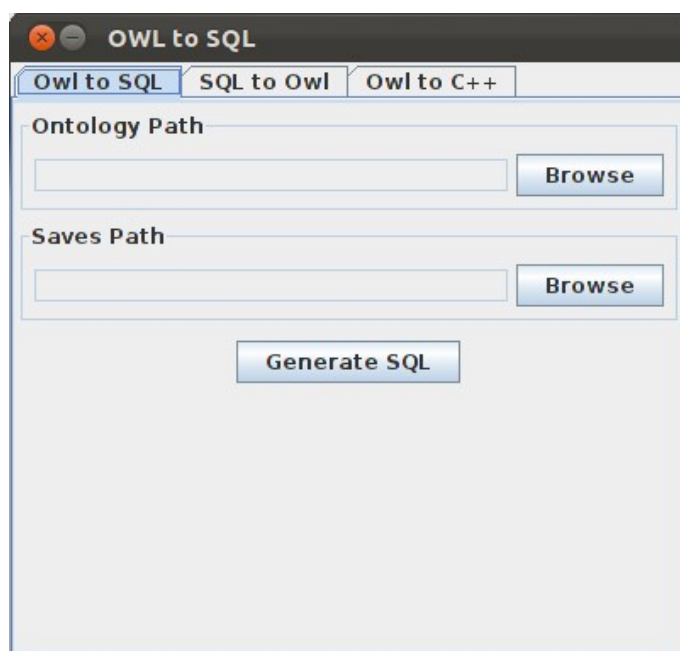 OWL to SQL
Owl to SQL SQL to Owl Owl to C++
Ontology Path
Browse
Saves Path
Browse
Generate SQL